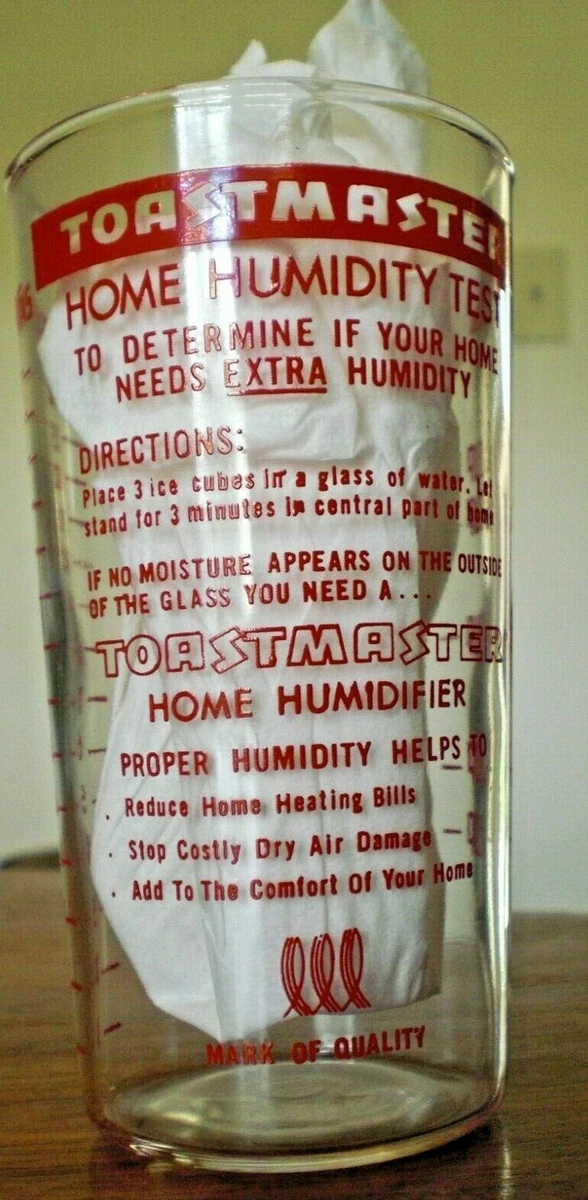 TOASTMASTER
HOME HUMIDITY TEST
TO DETERMINE IF YOUR HOME
NEEDS EXTRA HUMIDITY
DIRECTIONS:
Place 3 ice cubes in a glass of water. Let
stand for 3 minutes in central part of home
IF NO MOISTURE APPEARS ON THE OUTSIDE
OF THE GLASS YOU NEED A...
TOASTMASTER
HOME HUMIDIFIER
PROPER HUMIDITY HELPS TO
. Reduce Home Heating Bills
. Stop Costly Dry Air Damage
. Add To The Comfort Of Your Home
MARK OF QUALITY